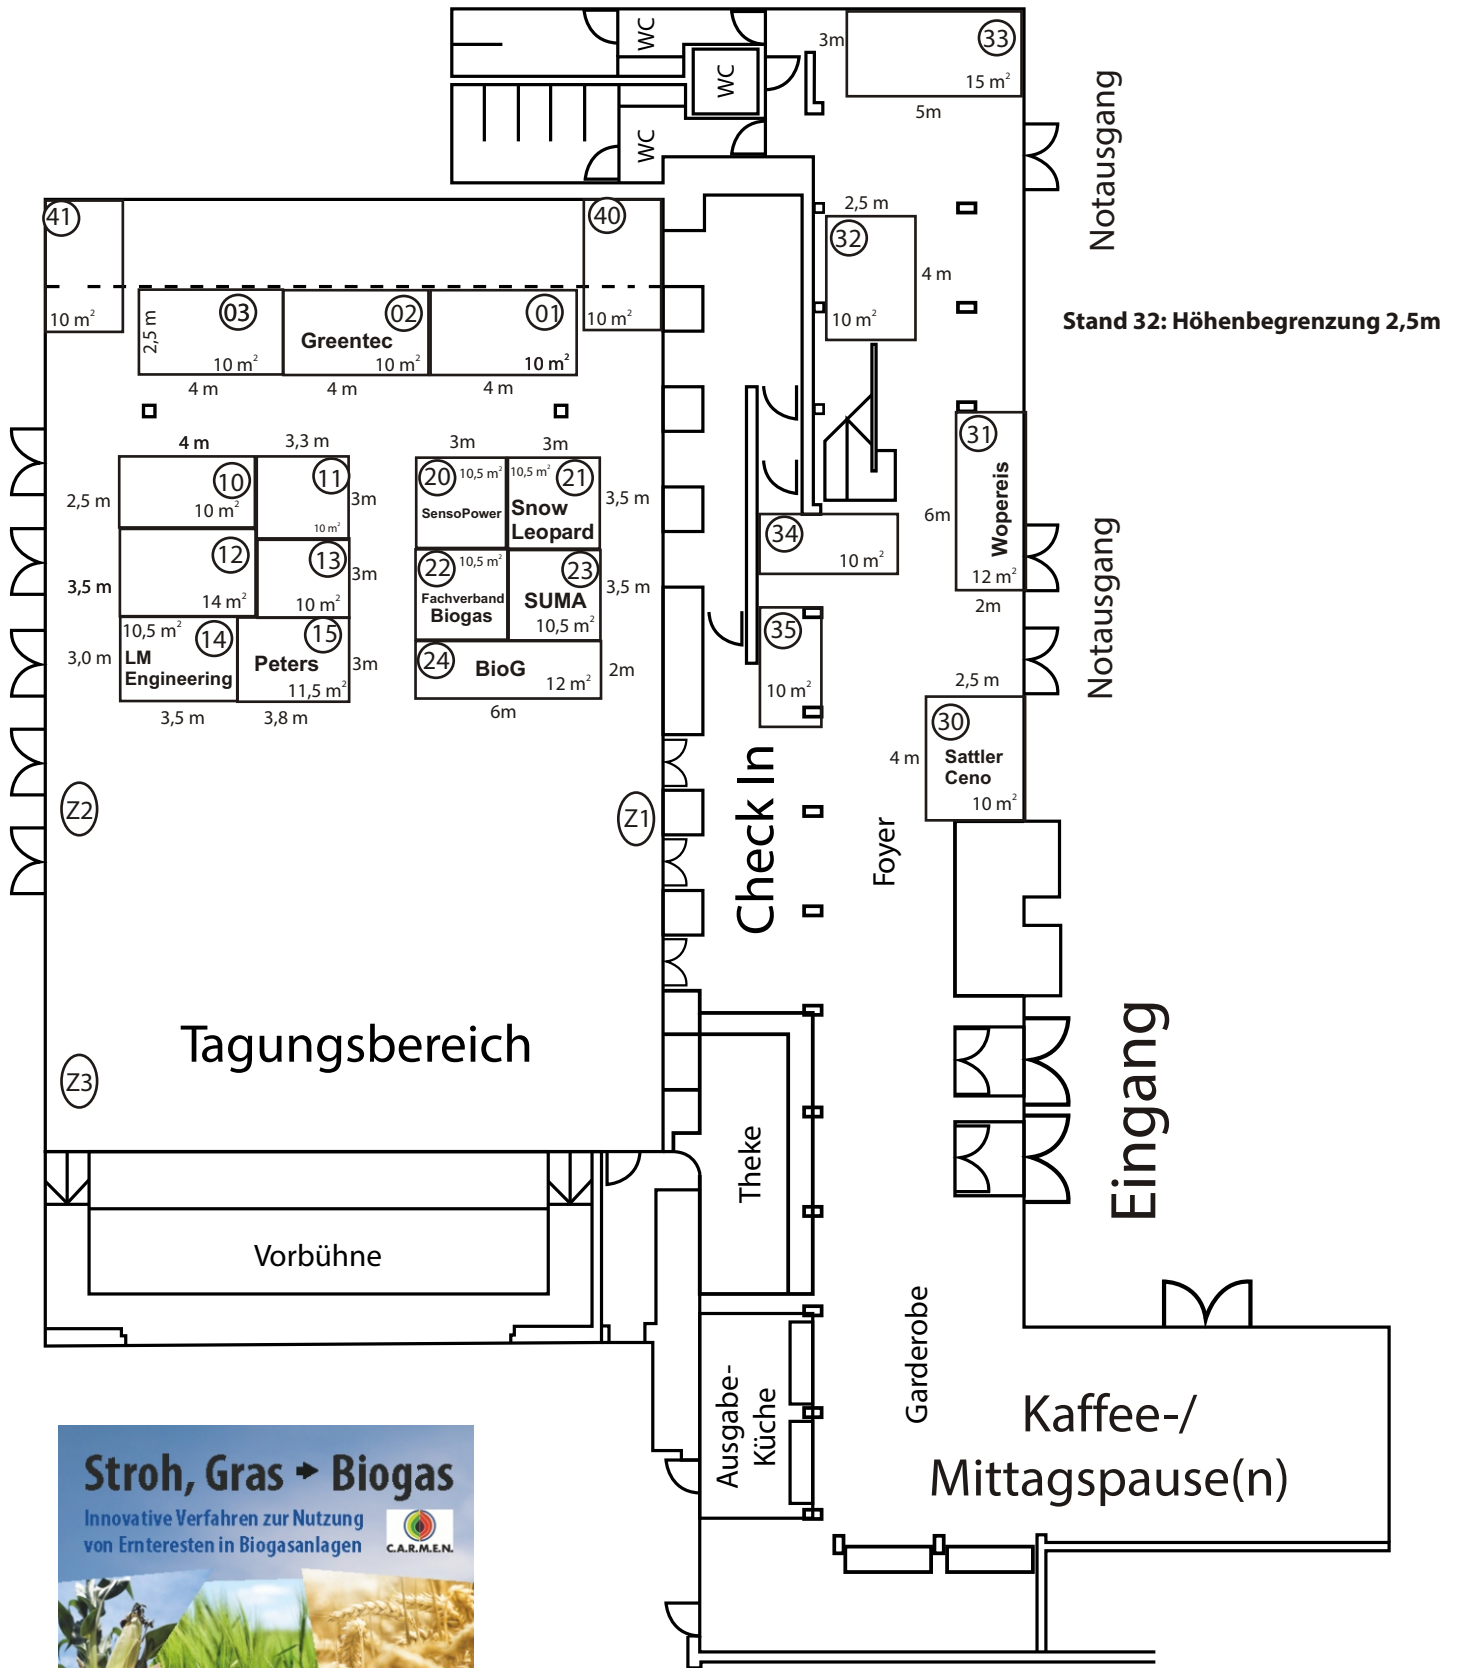 WC
WC
WC
3m
33
15 m²
5m
Notausgang
41
10 m²
40
10 m²
2,5 m
32
4 m
10 m²
Stand 32: Höhenbegrenzung 2,5m
2,5 m
03
10 m²
4 m
02
Greentec
10 m²
4 m
01
10 m²
4 m
4 m
3,3 m
2,5 m
10
10 m²
11
3m
10 m²
3,5 m
12
14 m²
13
3m
10 m²
3,0 m
10,5 m²
14
LM
Engineering
3,5 m
15
Peters
11,5 m²
3m
3,8 m
3m
3m
20
10,5 m²
SensoPower
10,5 m²
21
Snow
Leopard
3,5 m
22
10,5 m²
Fachverband
Biogas
23
SUMA
10,5 m²
3,5 m
24
BioG
12 m²
2m
6m
34
10 m²
35
10 m²
31
Wopereis
6m
12 m²
2m
Notausgang
2,5 m
30
4 m
Sattler
Ceno
10 m²
Z2
Z1
Z3
Check In
Foyer
Tagungsbereich
Eingang
Theke
Vorbühne
Garderobe
Ausgabe-
Küche
Kaffee-/
Mittagspause(n)
Stroh, Gras ➧ Biogas
Innovative Verfahren zur Nutzung
von Ernteresten in Biogasanlagen
C.A.R.M.E.N.